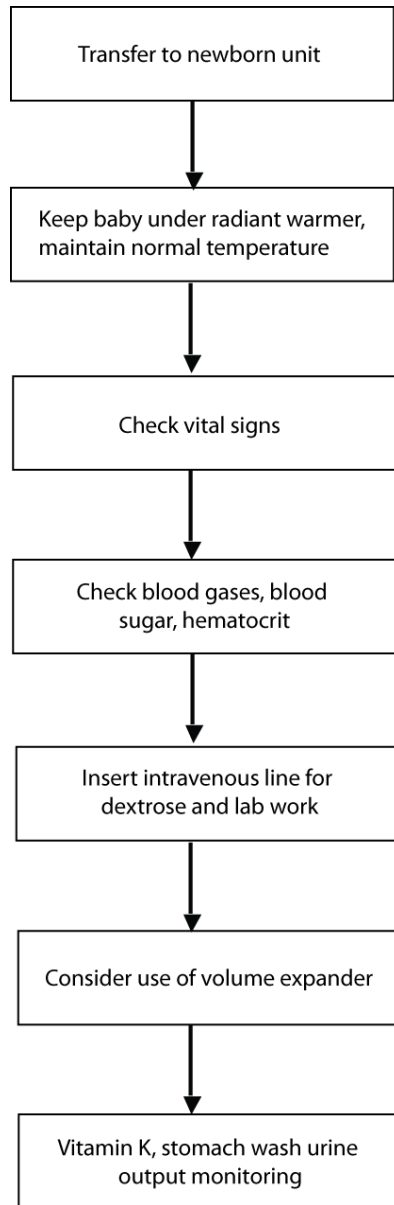 Transfer to newborn unit
Keep baby under radiant warmer,
maintain normal temperature
Check vital signs
Check blood gases, blood
sugar, hematocrit
Insert intravenous line for
dextrose and lab work
Consider use of volume expander
Vitamin K, stomach wash urine
output monitoring